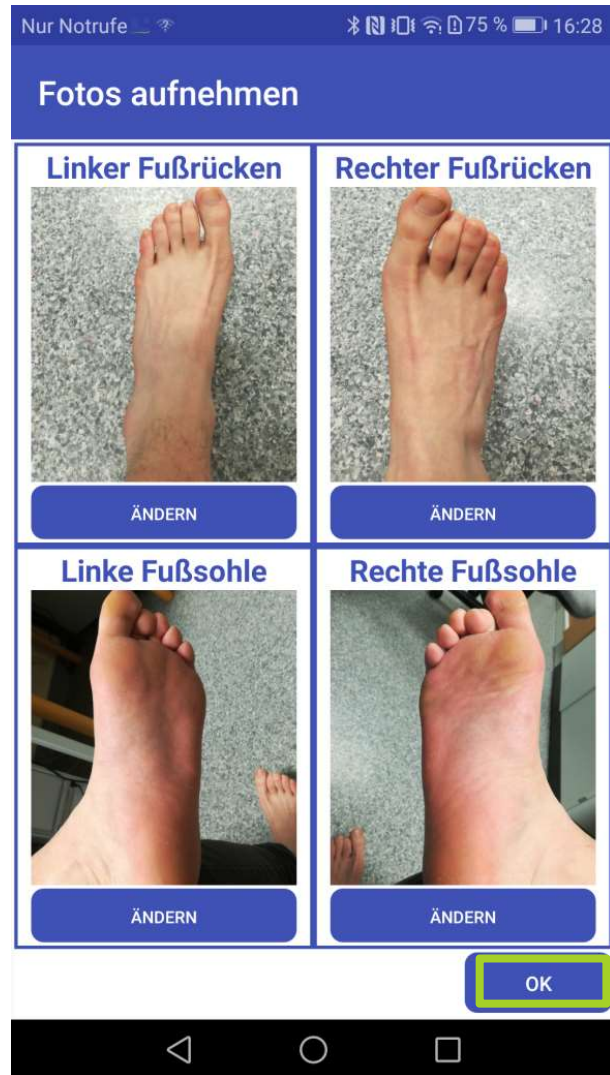 Nur Notrufe 75 % 16:28
Fotos aufnehmen
Linker Fußrücken
Rechter Fußrücken
ÄNDERN
ÄNDERN
Linke Fußsohle
Rechte Fußsohle
ÄNDERN
ÄNDERN
OK